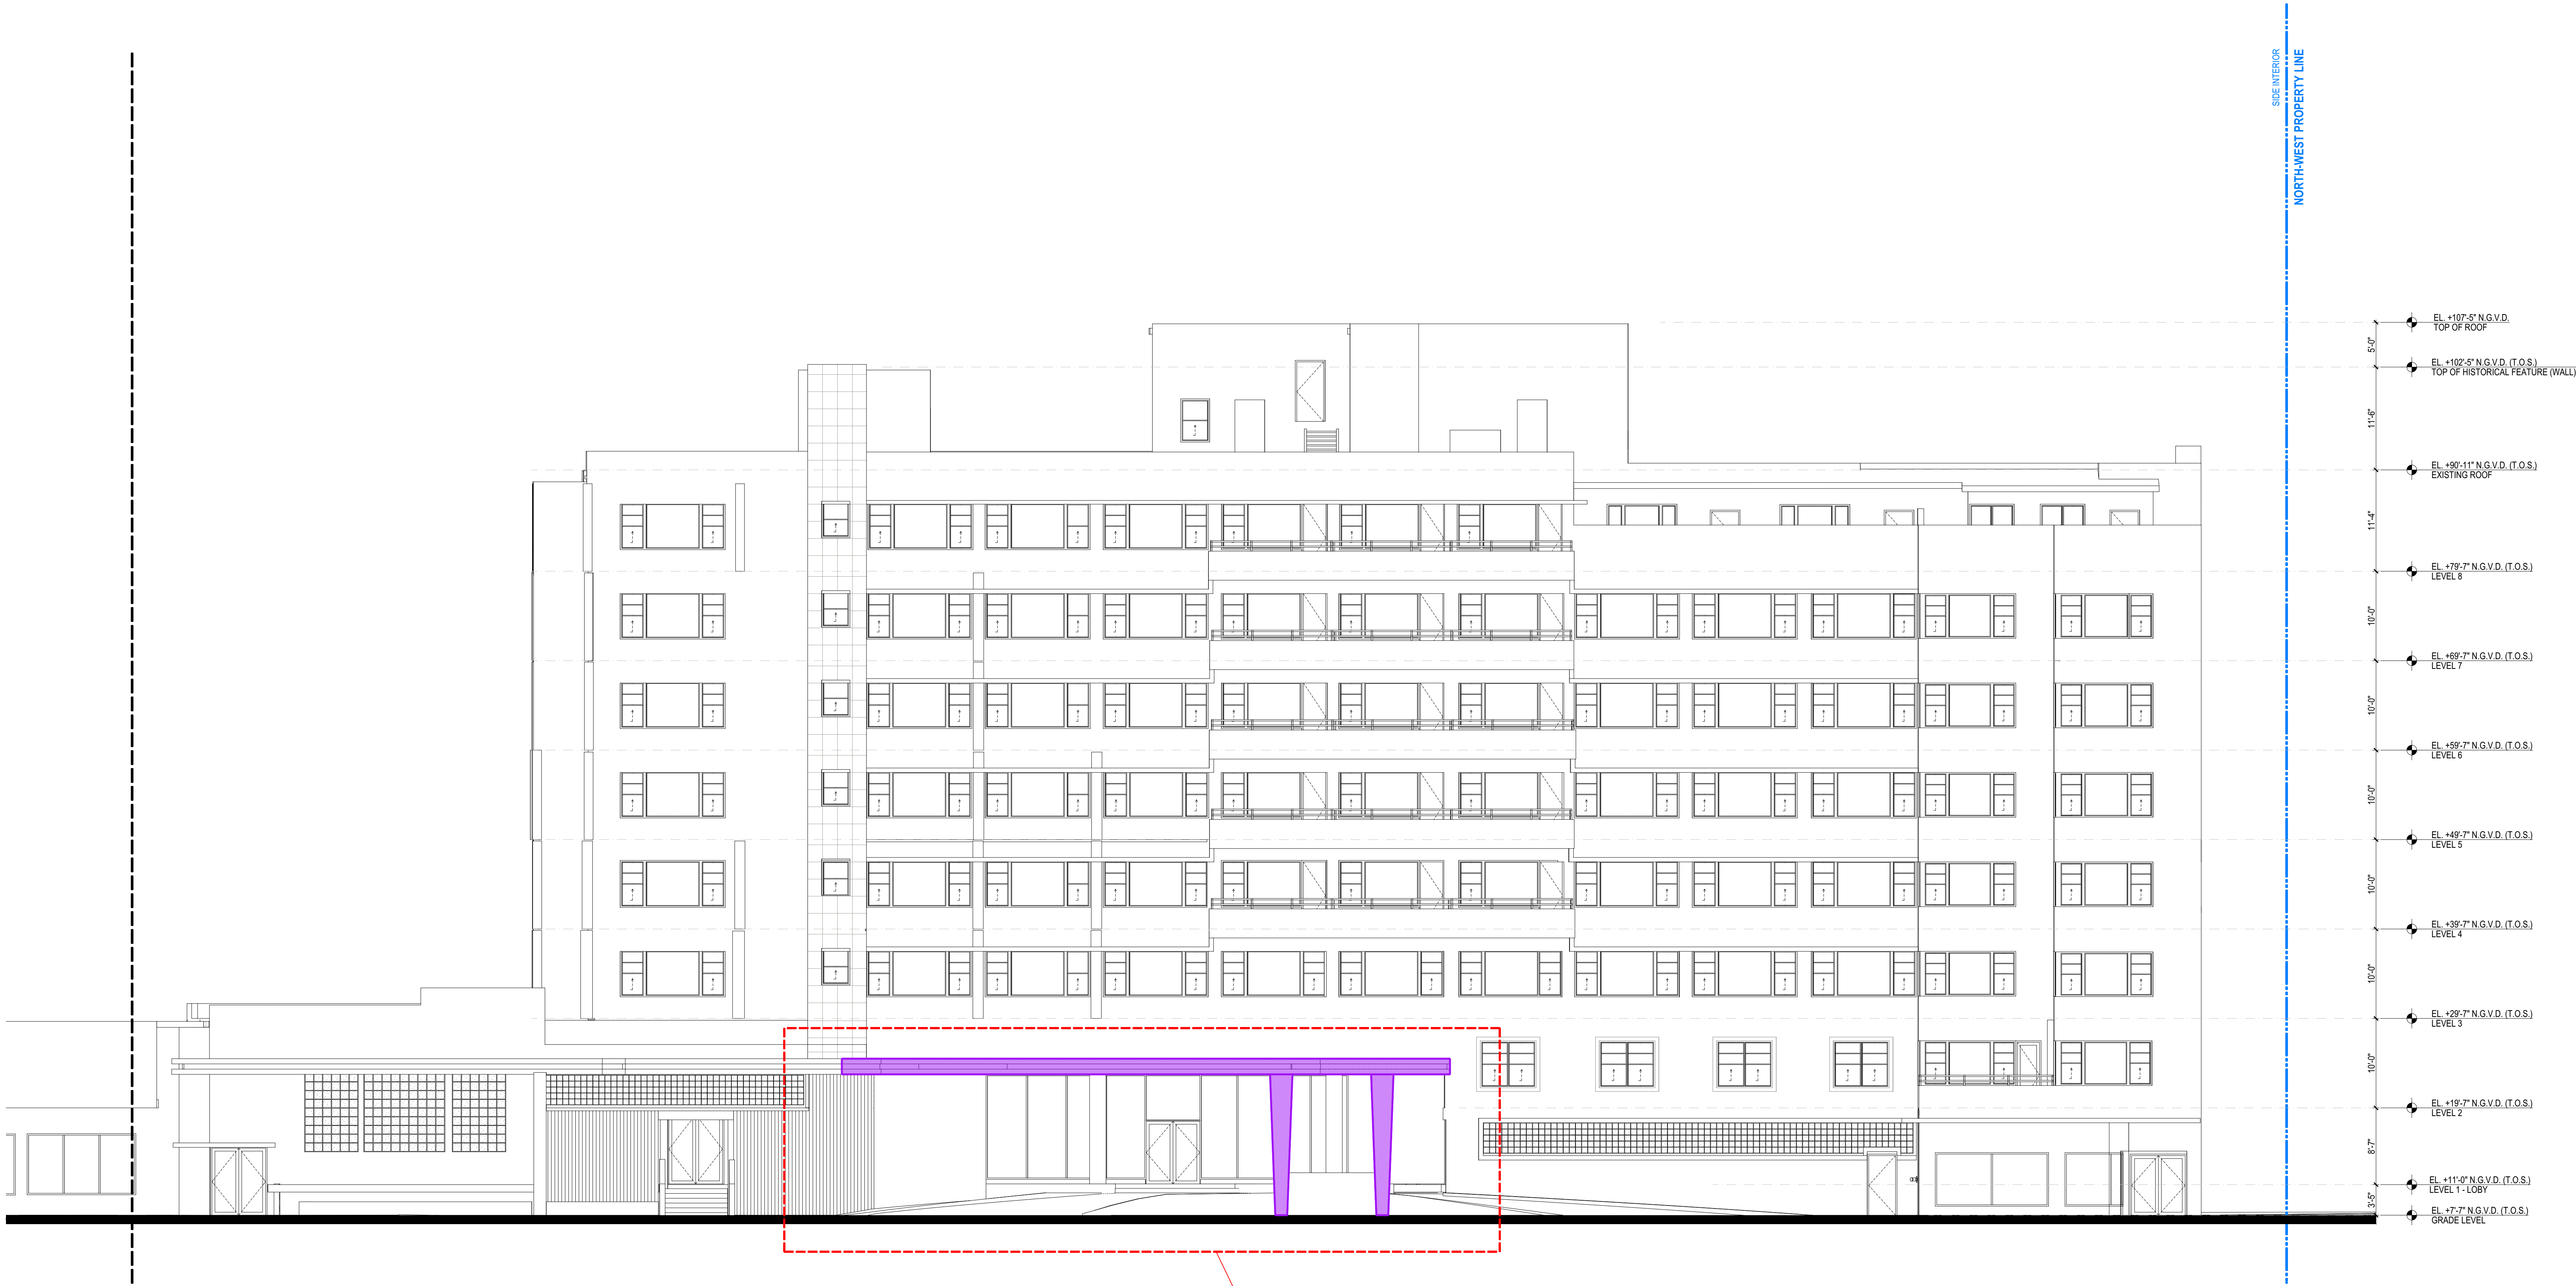 SIDE INTERIOR
NORTH-WEST PROPERTY LINE
EL. +107'-5" N.G.V.D.
TOP OF ROOF
5'-0"
EL. +102'-5" N.G.V.D. (T.O.S.)
TOP OF HISTORICAL FEATURE (WALL)
11'-6"
EL. +90'-11" N.G.V.D. (T.O.S.)
EXISTING ROOF
11'-4"
EL. +79'-7" N.G.V.D. (T.O.S.)
LEVEL 8
10'-0"
EL. +69'-7" N.G.V.D. (T.O.S.)
LEVEL 7
10'-0"
EL. +59'-7" N.G.V.D. (T.O.S.)
LEVEL 6
10'-0"
EL. +49'-7" N.G.V.D. (T.O.S.)
LEVEL 5
10'-0"
EL. +39'-7" N.G.V.D. (T.O.S.)
LEVEL 4
10'-0"
EL. +29'-7" N.G.V.D. (T.O.S.)
LEVEL 3
10'-0"
EL. +19'-7" N.G.V.D. (T.O.S.)
LEVEL 2
8'-7"
EL. +11'-0" N.G.V.D. (T.O.S.)
LEVEL 1 - LOBY
3'-5"
EL. +7'-7" N.G.V.D. (T.O.S.)
GRADE LEVEL